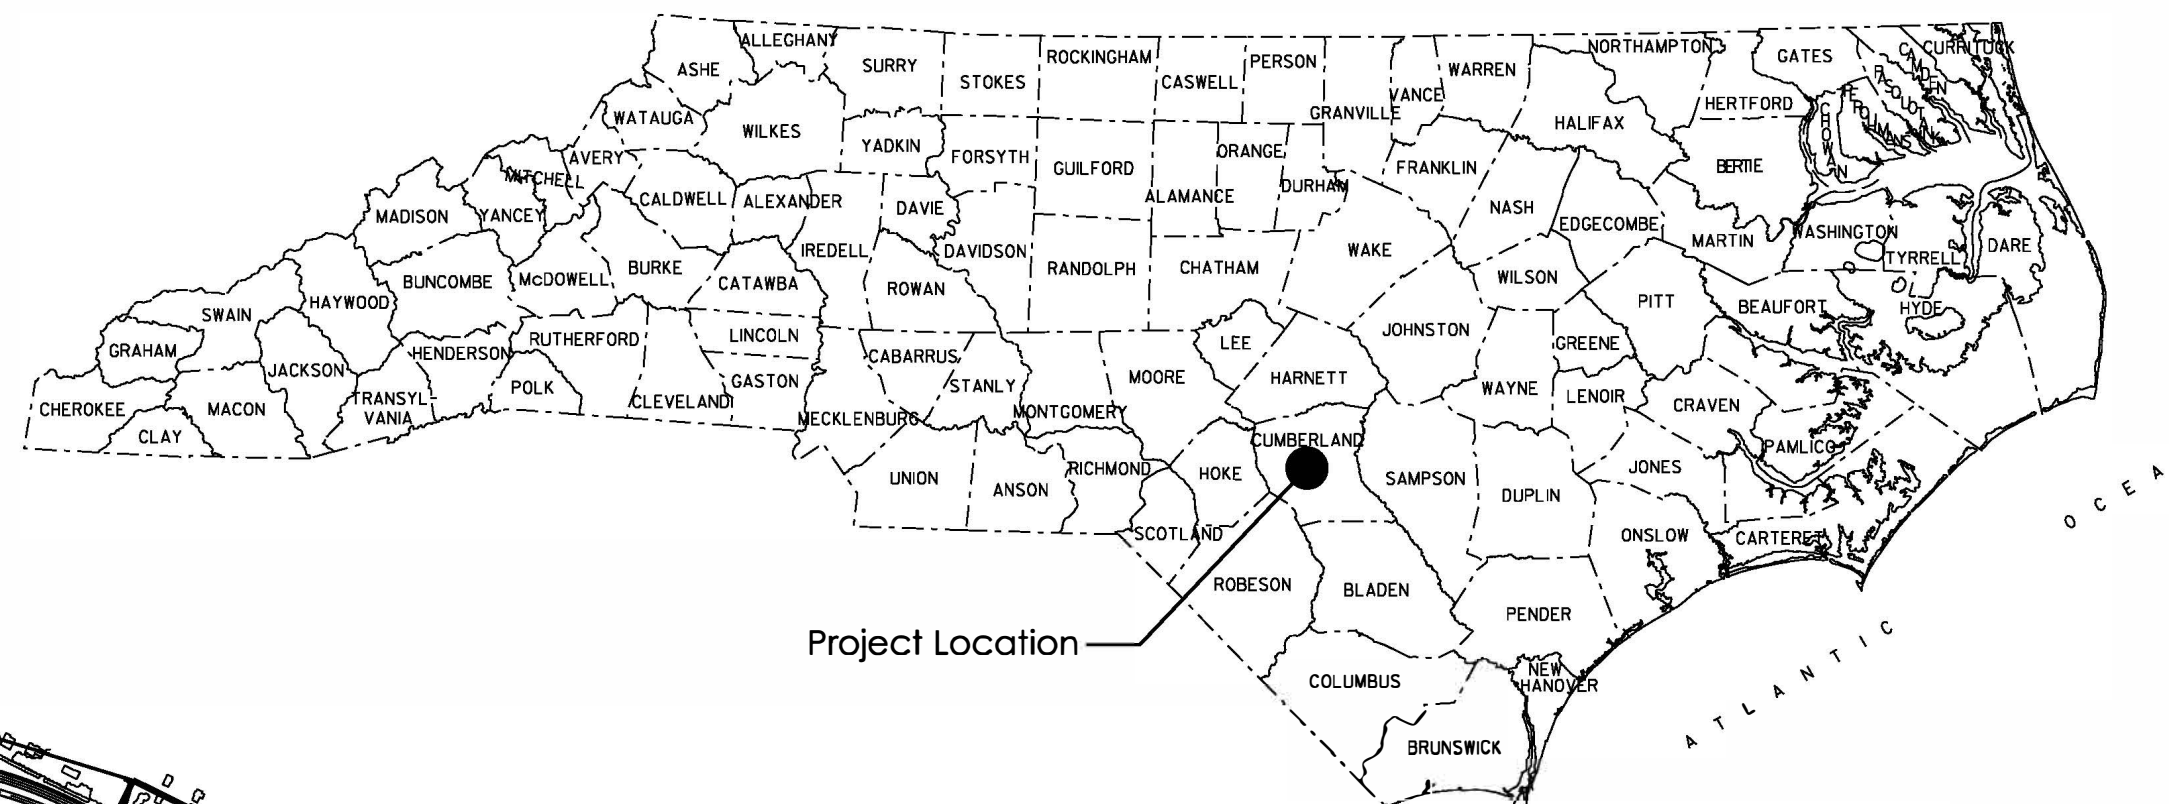 ALLEGHANY
ASHE
SURRY
STOKES
ROCKINGHAM
CASWELL
PERSON
GRANVILLE
VANCE
WARREN
NORTHAMPTON
GATES
CAMDEN
CURRITUCK
PASQUOTANK
PERQUIMANS
CHOWAN
HERTFORD
HALIFAX
WATAUGA
WILKES
YADKIN
FORSYTH
GUILFORD
ALAMANCE
ORANGE
DURHAM
FRANKLIN
BERTIE
AVERY
MITCHELL
CALDWELL
ALEXANDER
DAVIE
NASH
EDGECOMBE
MARTIN
WASHINGTON
TYRRELL
DARE
MADISON
YANCEY
IREDELL
DAVIDSON
RANDOLPH
CHATHAM
WAKE
WILSON
PITT
BEAUFORT
HYDE
BUNCOMBE
McDOWELL
BURKE
CATAWBA
ROWAN
HAYWOOD
SWAIN
RUTHERFORD
LINCOLN
CABARRUS
LEE
JOHNSTON
GREENE
GRAHAM
JACKSON
HENDERSON
POLK
GASTON
STANLY
MOORE
HARNETT
WAYNE
LENOIR
CRAVEN
CHEROKEE
MACON
TRANSYL-
VANIA
CLEVELAND
MECKLENBURG
MONTGOMERY
CLAY
CUMBERLAND
PAMLICO
UNION
ANSON
RICHMOND
HOKE
SAMPSON
DUPLIN
JONES
SCOTLAND
ONSLOW
CARTERET
OCEA
ROBESON
BLADEN
PENDER
Project Location
COLUMBUS
NEW
HANOVER
ATLANTIC
BRUNSWICK